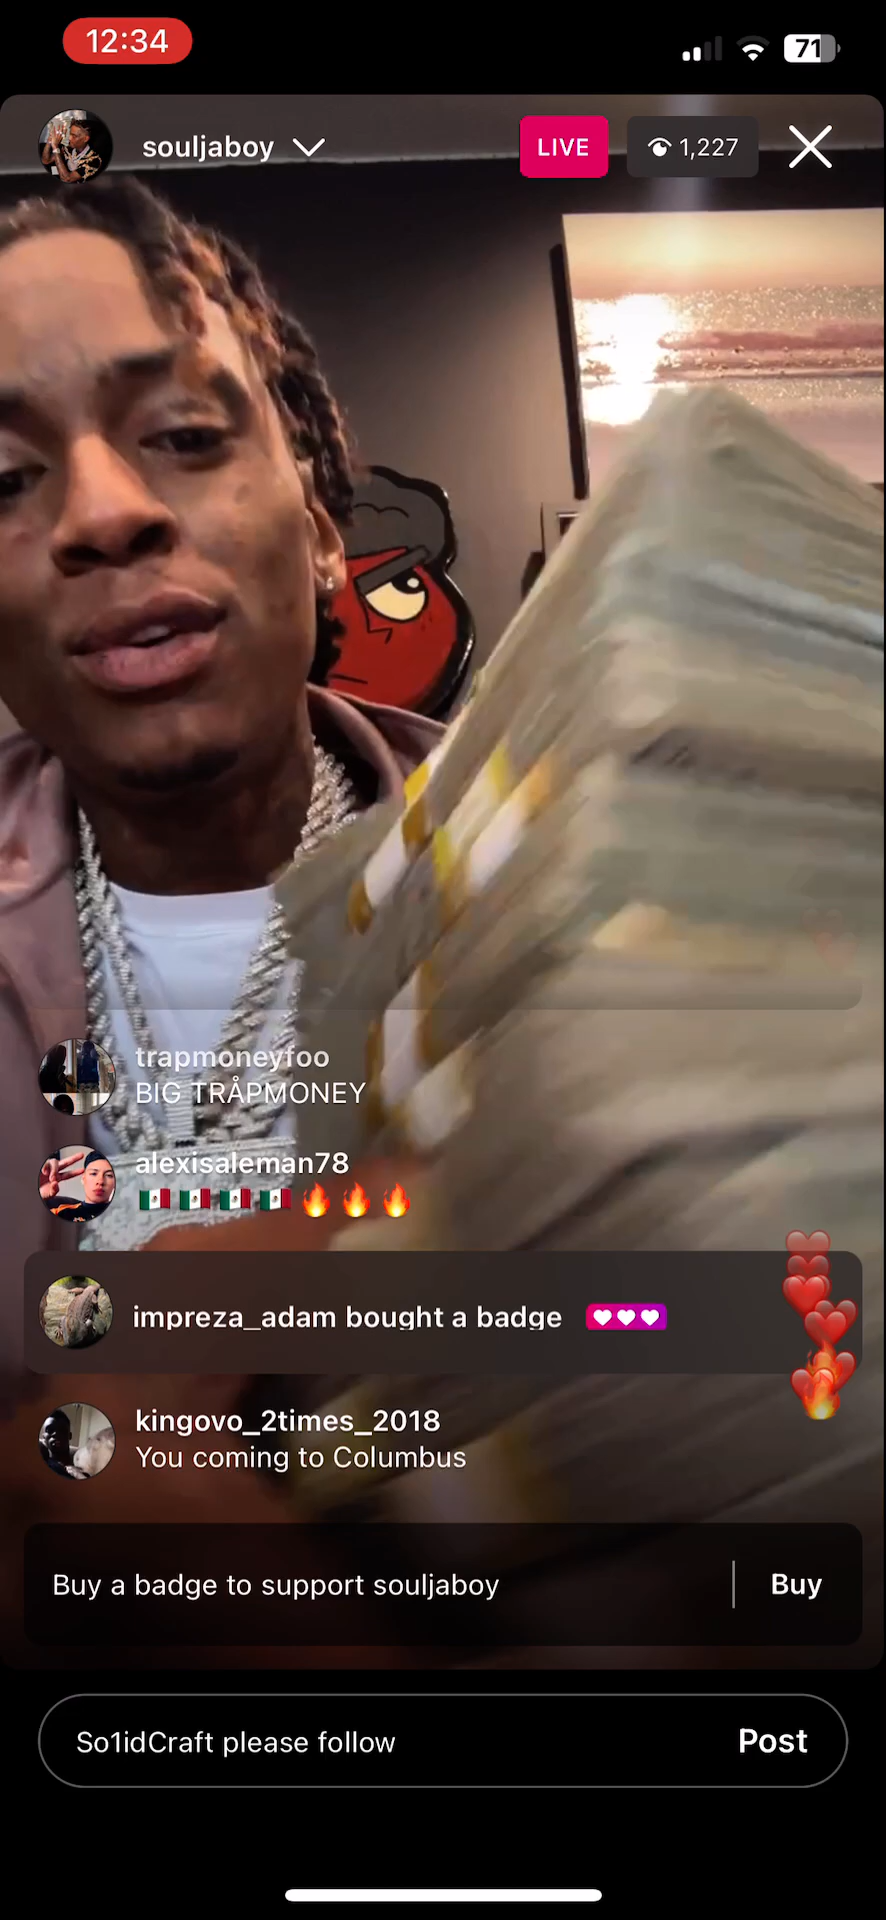 12:34
71
souljaboy
LIVE
1,227
trapmoneyfoo
BIG TRÅPMONEY
alexisaleman78
🇲🇽🇲🇽🇲🇽🇲🇽🔥🔥🔥
impreza_adam bought a badge
kingovo_2times_2018
You coming to Columbus
Buy a badge to support souljaboy
Buy
So1idCraft please follow
Post